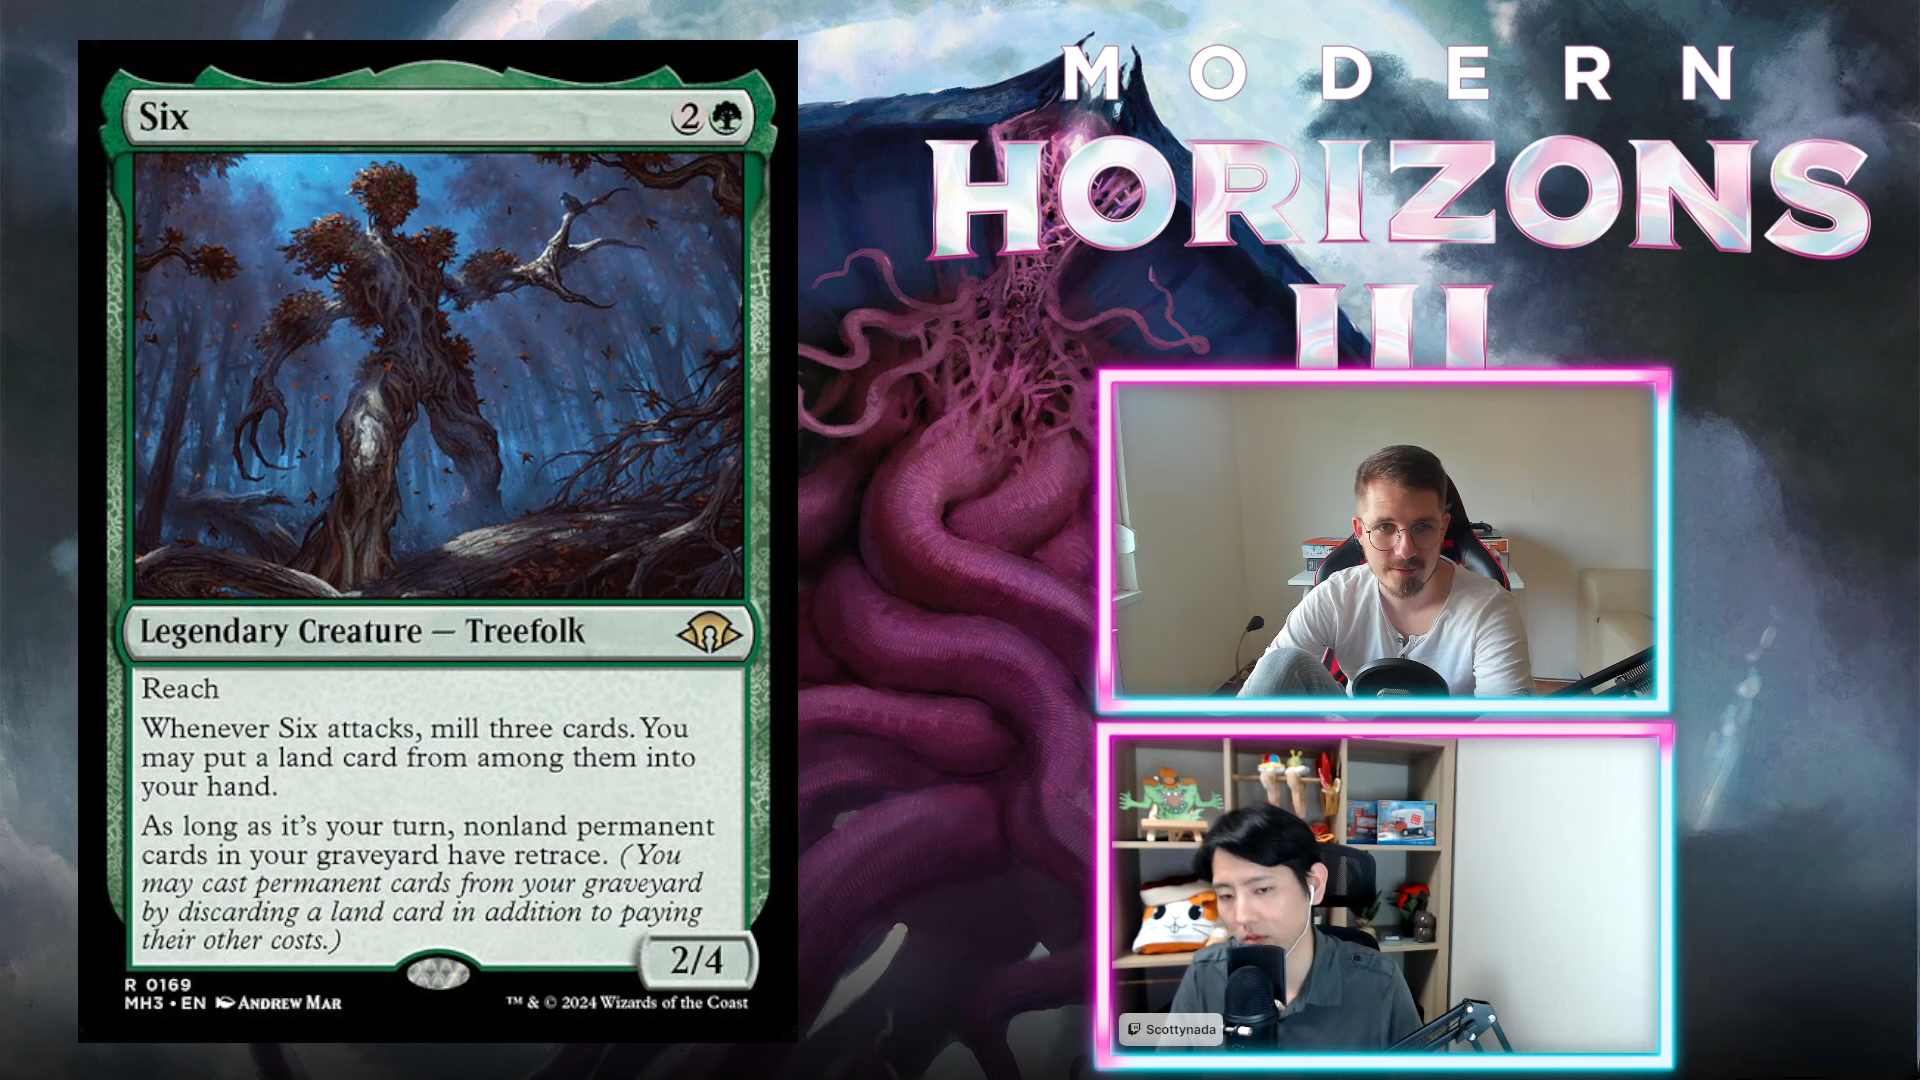 Six
2
Legendary Creature — Treefolk
Reach
Whenever Six attacks, mill three cards. You
may put a land card from among them into
your hand.
As long as it's your turn, nonland permanent
cards in your graveyard have retrace. (You
may cast permanent cards from your graveyard
by discarding a land card in addition to paying
their other costs.)
2/4
R 0169
MH3 • EN ANDREW MAR
™ & © 2024 Wizards of the Coast
MODERN
HORIZONS
III
Scottynada